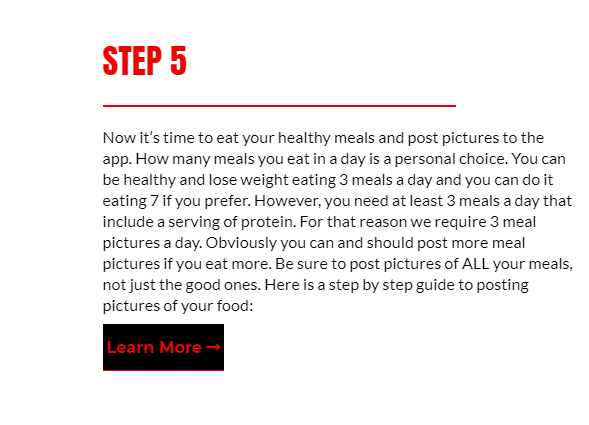 STEP 5
Now it’s time to eat your healthy meals and post pictures to the
app. How many meals you eat in a day is a personal choice. You can
be healthy and lose weight eating 3 meals a day and you can do it
eating 7 if you prefer. However, you need at least 3 meals a day that
include a serving of protein. For that reason we require 3 meal
pictures a day. Obviously you can and should post more meal
pictures if you eat more. Be sure to post pictures of ALL your meals,
not just the good ones. Here is a step by step guide to posting
pictures of your food:
Learn More →